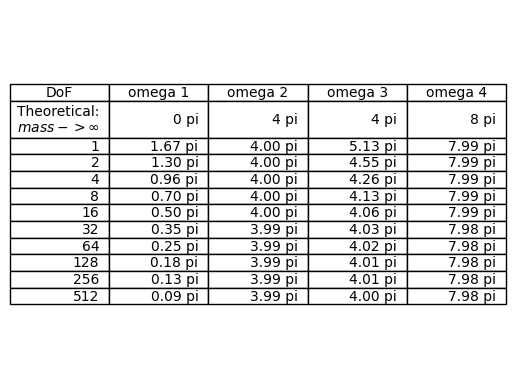 DoF omega 1 omega 2 omega 3 omega 4
Theoretical:
mass − > ∞ 0 pi 4 pi 4 pi 8 pi
1 1.67 pi 4.00 pi 5.13 pi 7.99 pi
2 1.30 pi 4.00 pi 4.55 pi 7.99 pi
4 0.96 pi 4.00 pi 4.26 pi 7.99 pi
8 0.70 pi 4.00 pi 4.13 pi 7.99 pi
16 0.50 pi 4.00 pi 4.06 pi 7.99 pi
32 0.35 pi 3.99 pi 4.03 pi 7.98 pi
64 0.25 pi 3.99 pi 4.02 pi 7.98 pi
128 0.18 pi 3.99 pi 4.01 pi 7.98 pi
256 0.13 pi 3.99 pi 4.01 pi 7.98 pi
512 0.09 pi 3.99 pi 4.00 pi 7.98 pi